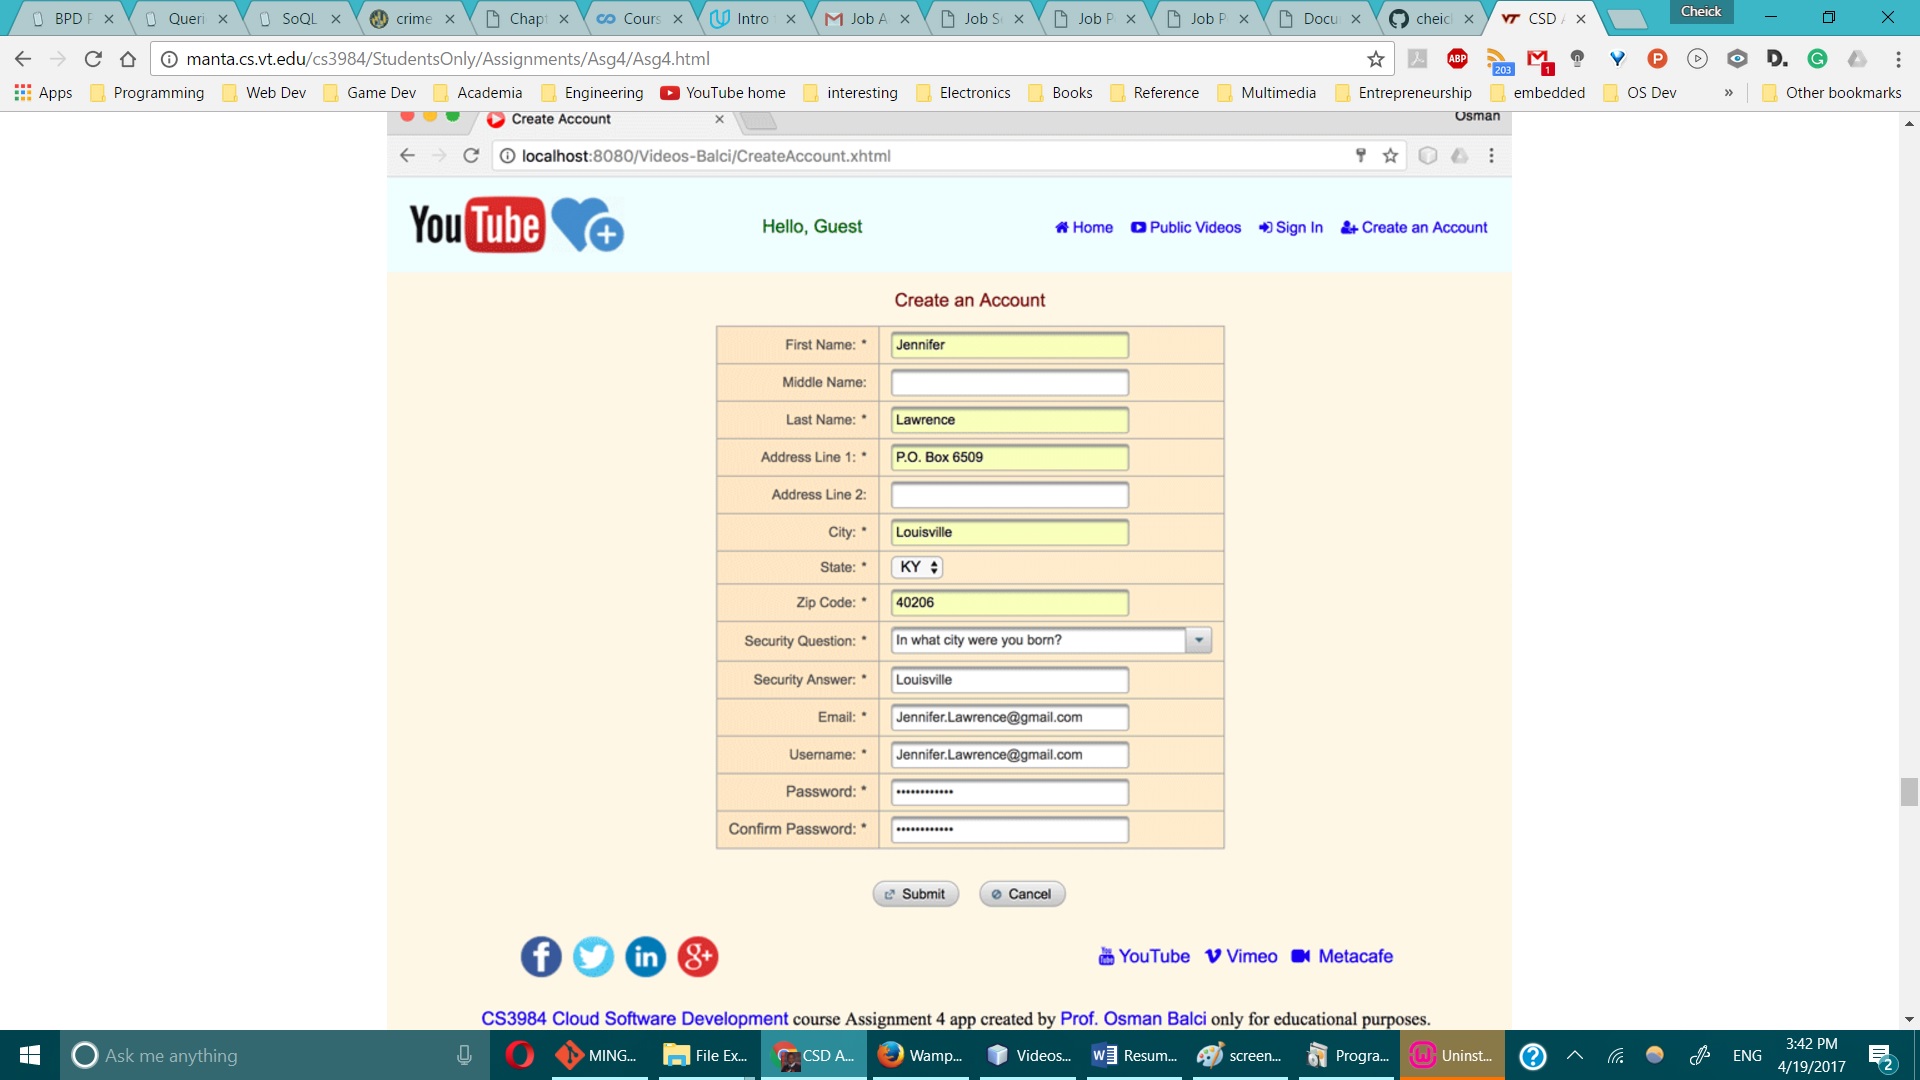 BPD Queri SoQL crime Chapt Cours Intro Job A Job S Job P Job P Docu cheic CSD Cheick
manta.cs.vt.edu/cs3984/StudentsOnly/Assignments/Asg4/Asg4.html ABP 203 1
Apps Programming Web Dev Game Dev Academia Engineering YouTube home interesting Electronics Books Reference Multimedia Entrepreneurship embedded OS Dev » Other bookmarks
Create Account Osman
localhost:8080/Videos-Balci/CreateAccount.xhtml
YouTube Hello, Guest Home Public Videos Sign In Create an Account
Create an Account
First Name: * Jennifer
Middle Name:
Last Name: * Lawrence
Address Line 1: * P.O. Box 6509
Address Line 2:
City: * Louisville
State: * KY
Zip Code: * 40206
Security Question: * In what city were you born?
Security Answer: * Louisville
Email: * Jennifer.Lawrence@gmail.com
Username: * Jennifer.Lawrence@gmail.com
Password: * ••••••••••••
Confirm Password: * ••••••••••••
Submit Cancel
f in g+ YouTube Vimeo Metacafe
CS3984 Cloud Software Development course Assignment 4 app created by Prof. Osman Balci only for educational purposes.
Ask me anything MING... File Ex... CSD A... Wamp... Videos... Resum... screen... Progra... Uninst... ENG 3:42 PM
4/19/2017 2